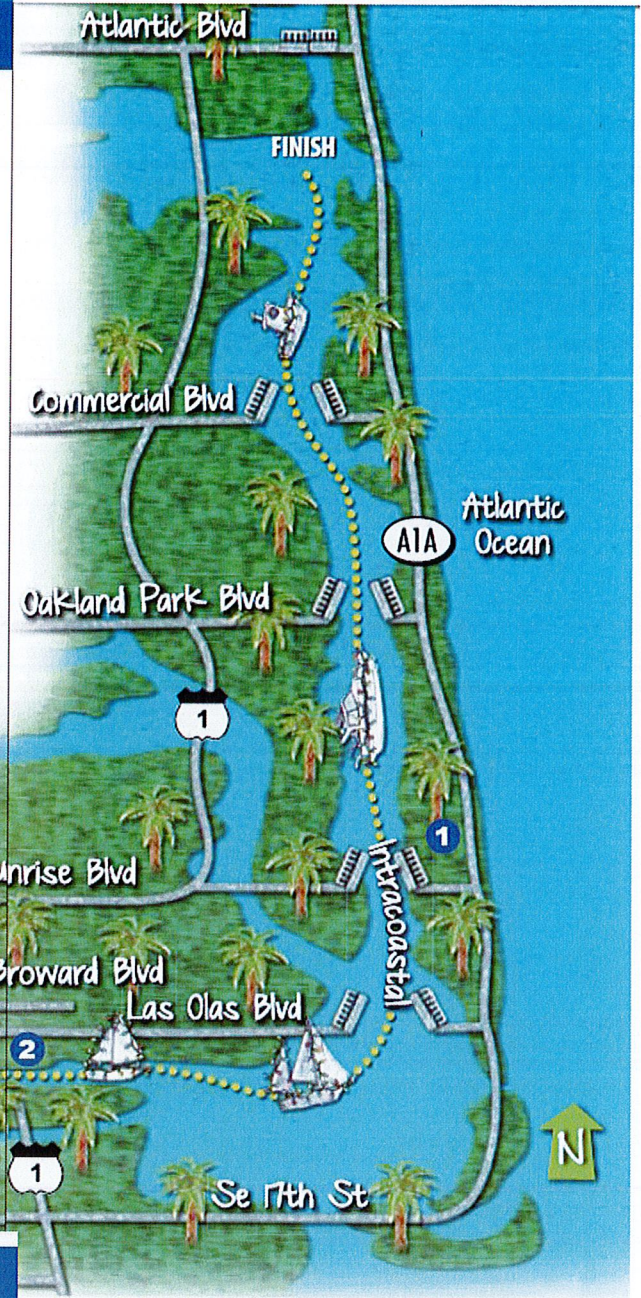 Atlantic Blvd
FINISH
Commercial Blvd
Atlantic
Ocean
A1A
Oakland Park Blvd
1
1
unrise Blvd
Intracoastal
Broward Blvd
Las Olas Blvd
2
1
N
Se 17th St